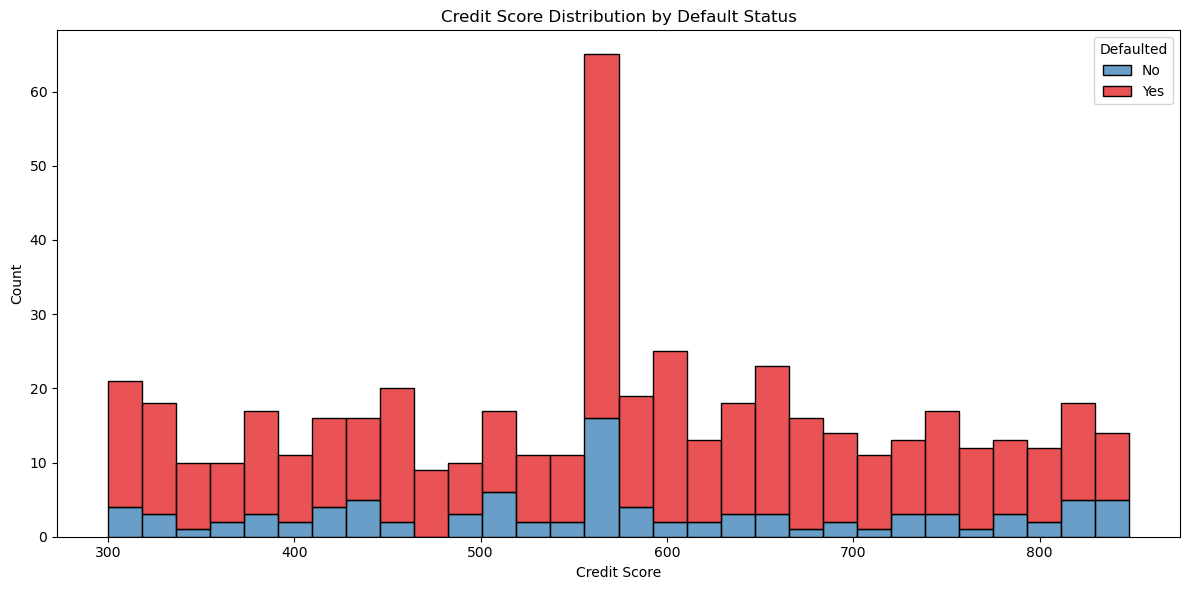 Credit Score Distribution by Default Status
Defaulted
No
Yes
Count
60
50
40
30
20
10
0
300 400 500 600 700 800
Credit Score